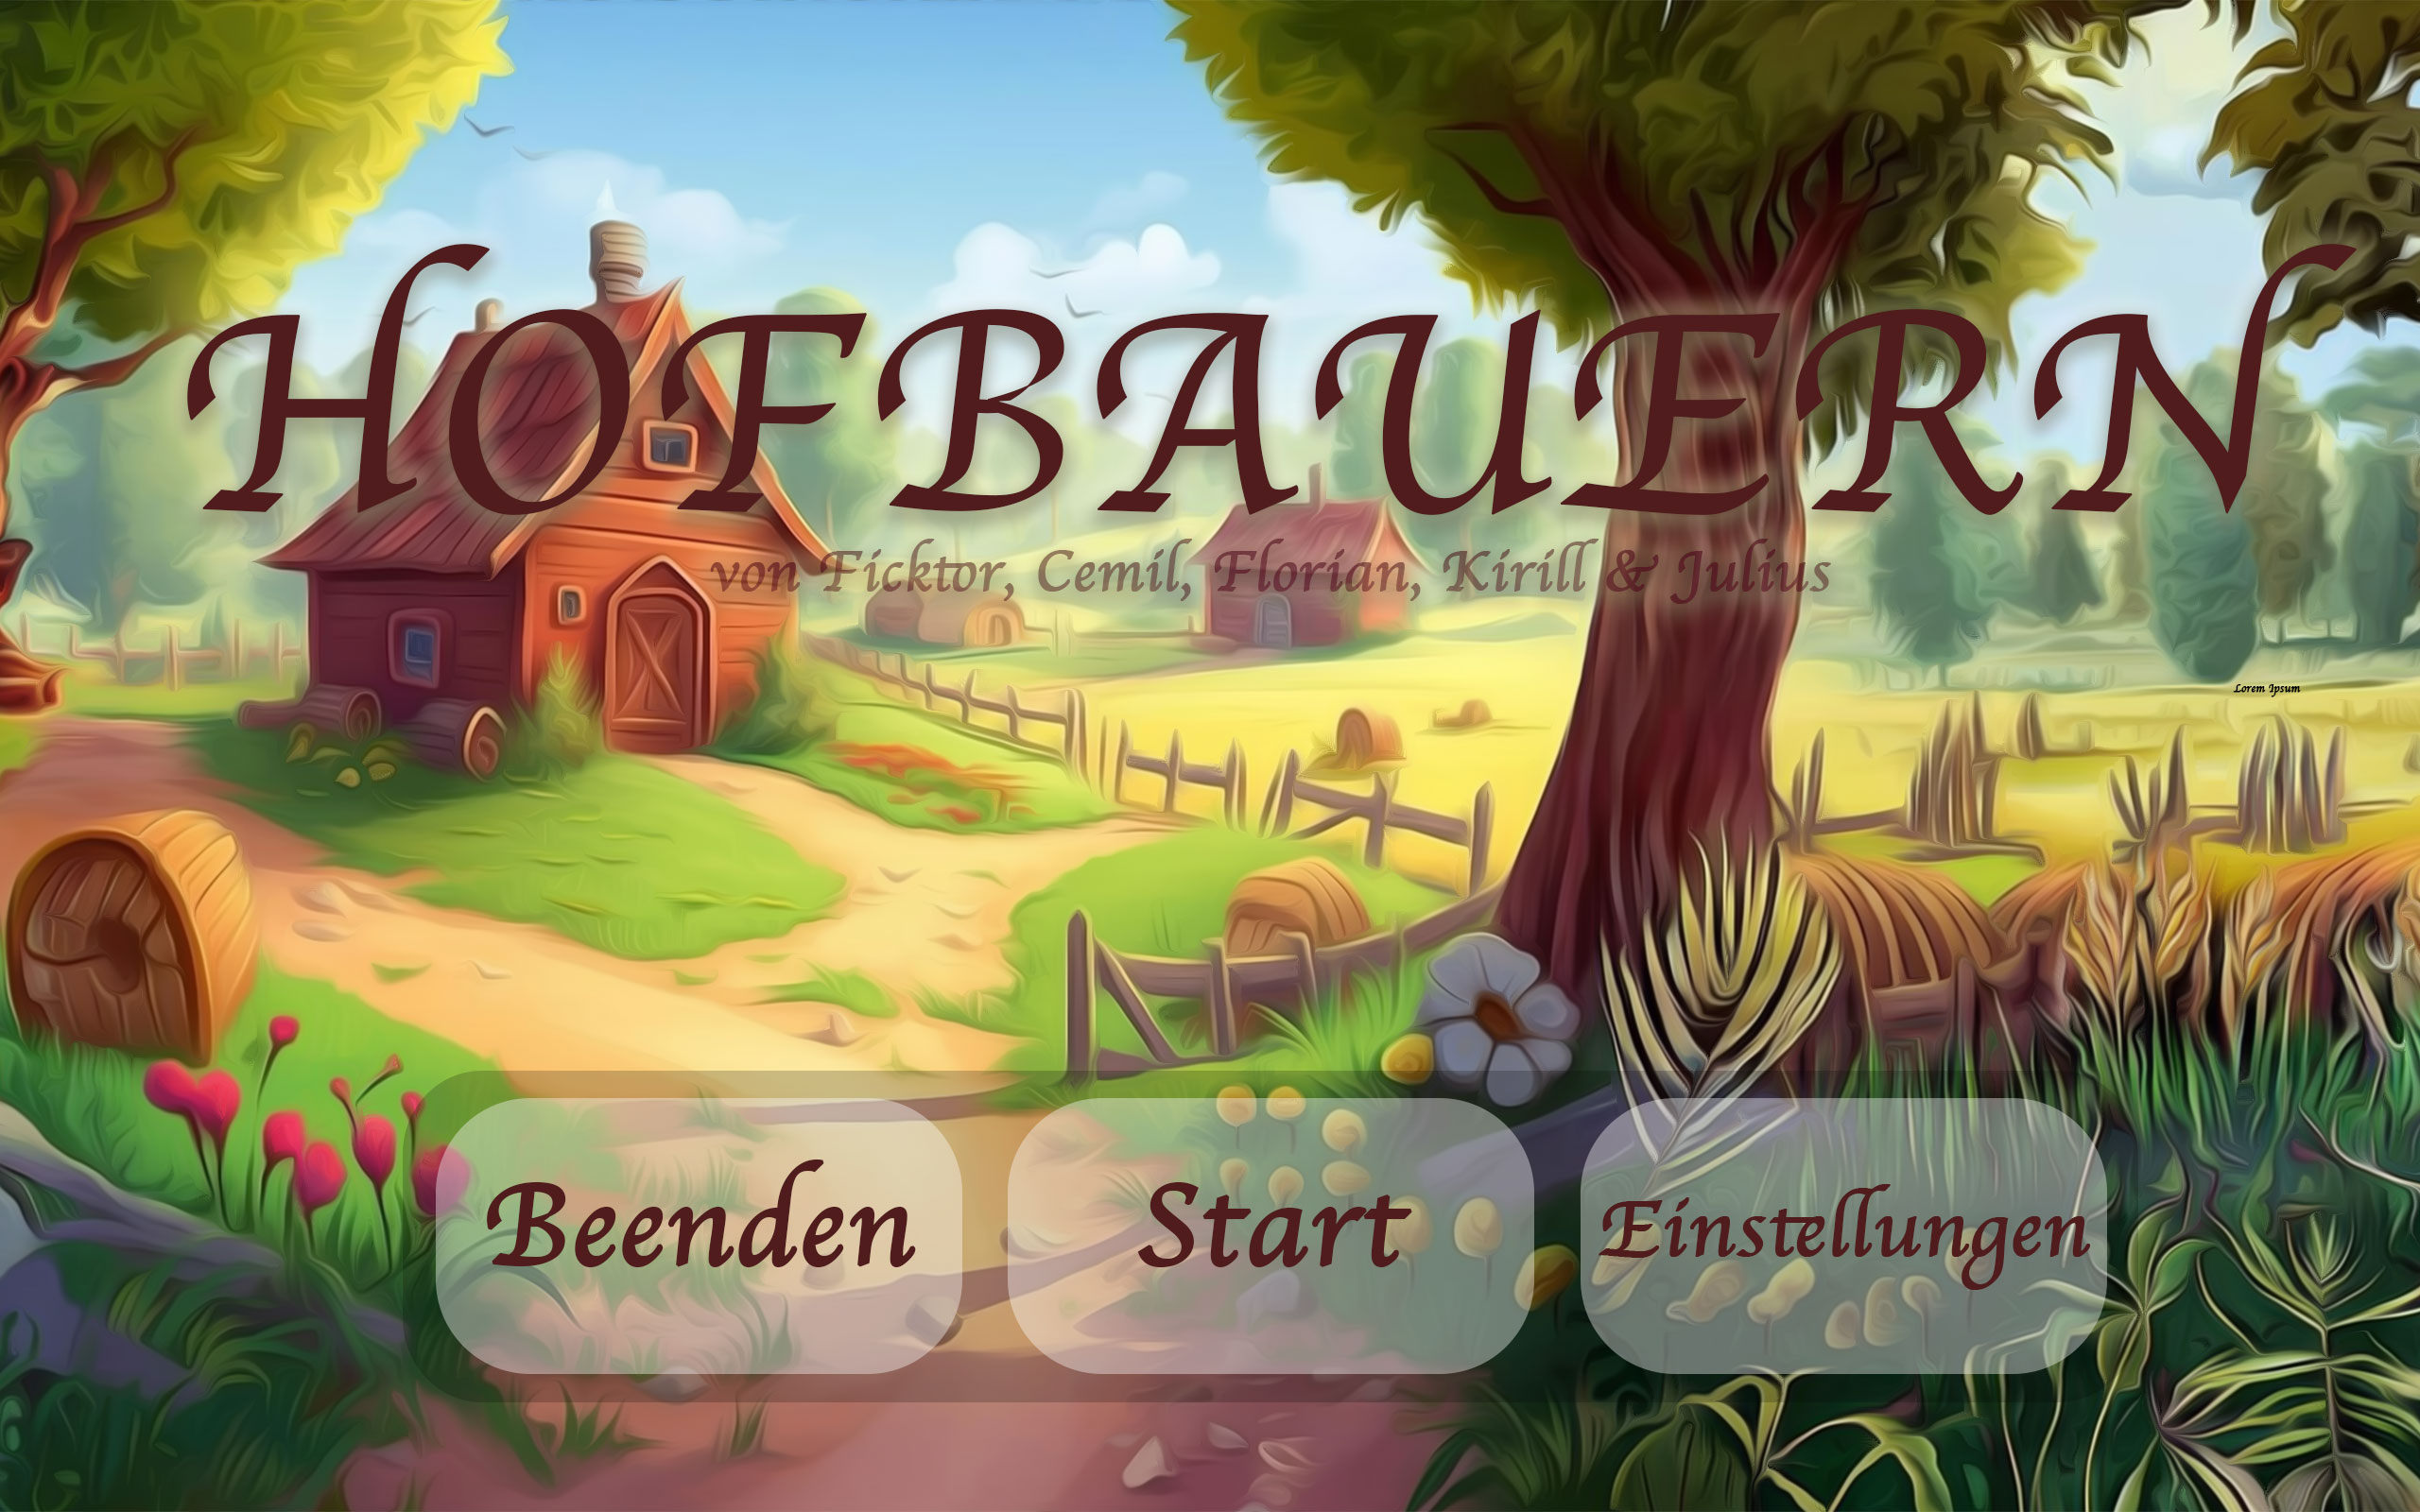 HOFBAUERN
von Ficktor, Cemil, Florian, Kirill & Julius
Lorem Ipsum
Beenden
Start
Einstellungen